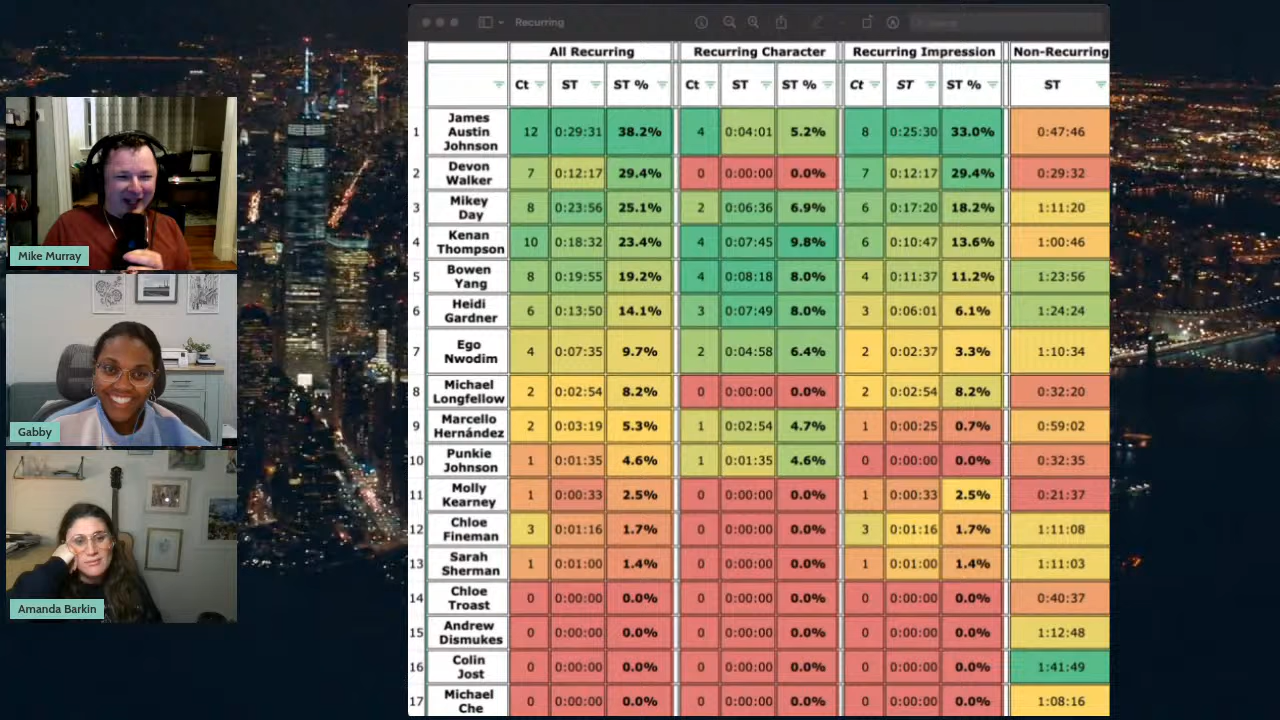 Recurring
All Recurring Recurring Character Recurring Impression Non-Recurring
Ct ST ST % Ct ST ST % Ct ST ST % ST
1 James Austin Johnson 12 0:29:31 38.2% 4 0:04:01 5.2% 8 0:25:30 33.0% 0:47:46
2 Devon Walker 7 0:12:17 29.4% 0 0:00:00 0.0% 7 0:12:17 29.4% 0:29:32
3 Mikey Day 8 0:23:56 25.1% 2 0:06:36 6.9% 6 0:17:20 18.2% 1:11:20
4 Kenan Thompson 10 0:18:32 23.4% 4 0:07:45 9.8% 6 0:10:47 13.6% 1:00:46
5 Bowen Yang 8 0:19:55 19.2% 4 0:08:18 8.0% 4 0:11:37 11.2% 1:23:56
6 Heidi Gardner 6 0:13:50 14.1% 3 0:07:49 8.0% 3 0:06:01 6.1% 1:24:24
7 Ego Nwodim 4 0:07:35 9.7% 2 0:04:58 6.4% 2 0:02:37 3.3% 1:10:34
8 Michael Longfellow 2 0:02:54 8.2% 0 0:00:00 0.0% 2 0:02:54 8.2% 0:32:20
9 Marcello Hernández 2 0:03:19 5.3% 1 0:02:54 4.7% 1 0:00:25 0.7% 0:59:02
10 Punkie Johnson 1 0:01:35 4.6% 1 0:01:35 4.6% 0 0:00:00 0.0% 0:32:35
11 Molly Kearney 1 0:00:33 2.5% 0 0:00:00 0.0% 1 0:00:33 2.5% 0:21:37
12 Chloe Fineman 3 0:01:16 1.7% 0 0:00:00 0.0% 3 0:01:16 1.7% 1:11:08
13 Sarah Sherman 1 0:01:00 1.4% 0 0:00:00 0.0% 1 0:01:00 1.4% 1:11:03
14 Chloe Troast 0 0:00:00 0.0% 0 0:00:00 0.0% 0 0:00:00 0.0% 0:40:37
15 Andrew Dismukes 0 0:00:00 0.0% 0 0:00:00 0.0% 0 0:00:00 0.0% 1:12:48
16 Colin Jost 0 0:00:00 0.0% 0 0:00:00 0.0% 0 0:00:00 0.0% 1:41:49
17 Michael Che 0 0:00:00 0.0% 0 0:00:00 0.0% 0 0:00:00 0.0% 1:08:16
Mike Murray
Gabby
Amanda Barkin